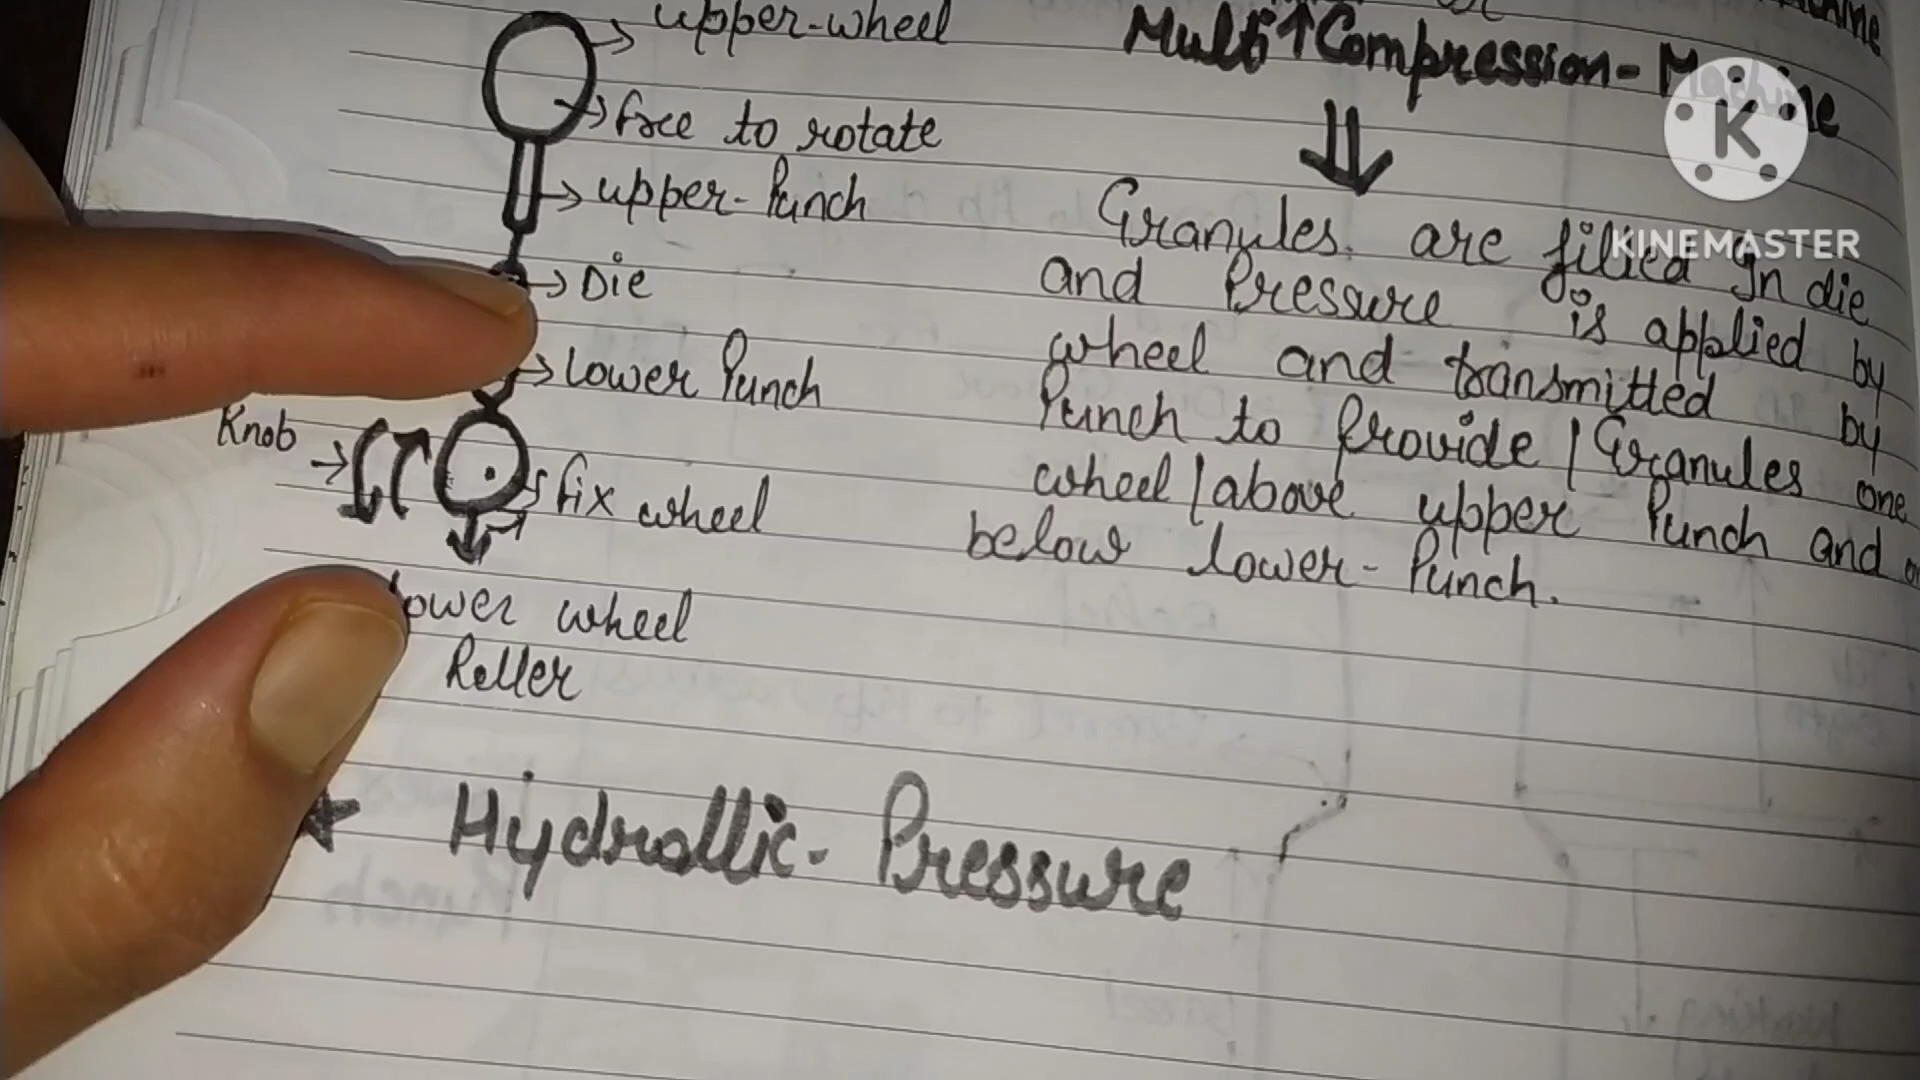 upper-wheel
free to rotate
upper-Punch
Die
Lower Punch
Knob
fix wheel
Lower wheel
Roller
Multi↑Compression-Machine
Granules are filled In die
and Pressure is applied by
wheel and transmitted by
Punch to Provide | Granules one
wheel | above upper Punch and
below lower-Punch.
Hydrollic-Pressure
KINEMASTER
K